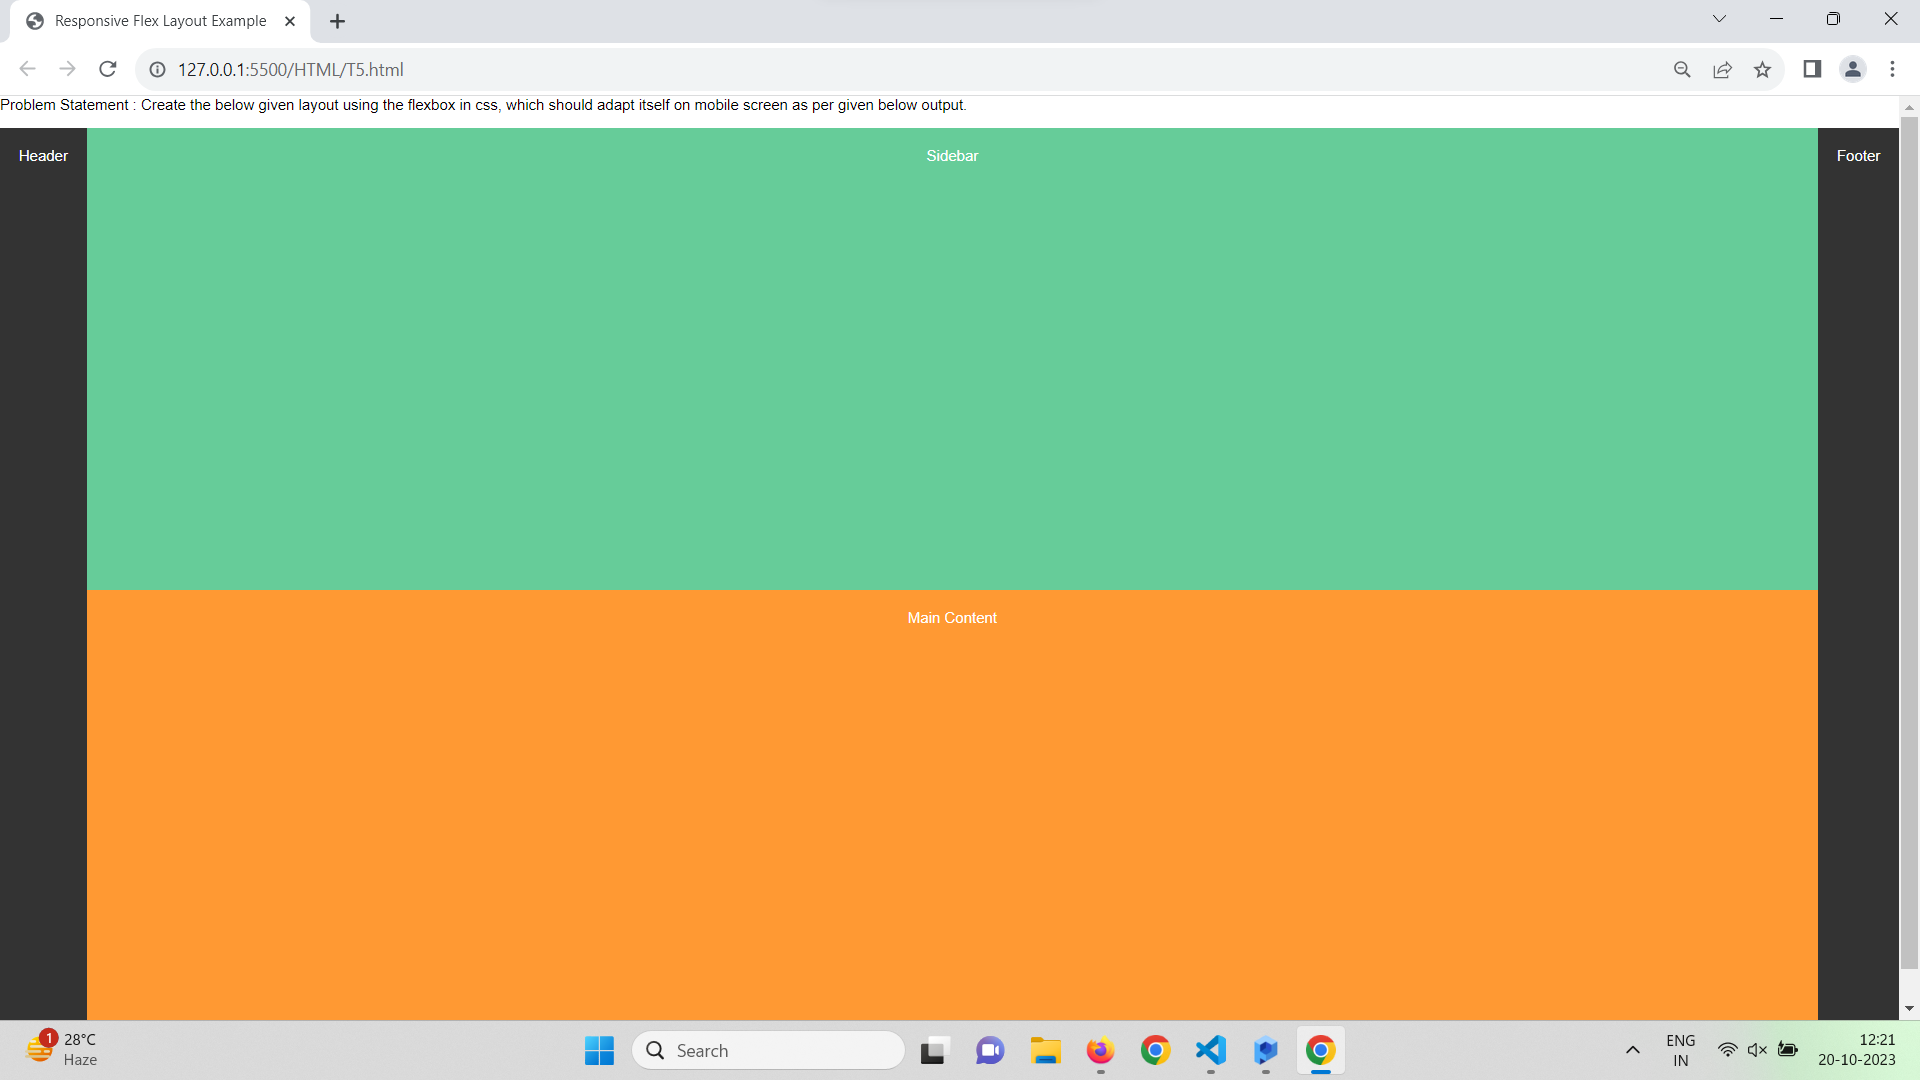 Responsive Flex Layout Example
127.0.0.1:5500/HTML/T5.html
Problem Statement : Create the below given layout using the flexbox in css, which should adapt itself on mobile screen as per given below output.
Header
Sidebar
Footer
Main Content
1
28°C
Haze
Search
ENG
IN
12:21
20-10-2023